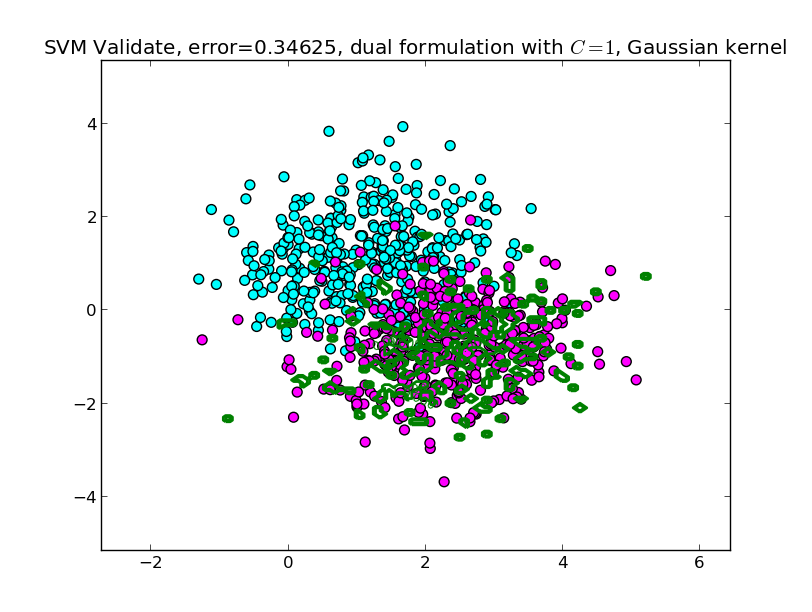 SVM Validate, error=0.34625, dual formulation with C=1, Gaussian kernel
4
2
0
−2
−4
−2 0 2 4 6